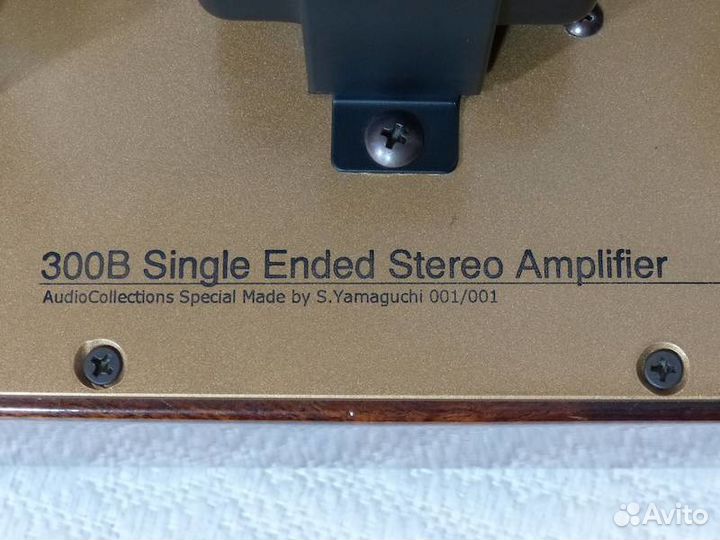 300B Single Ended Stereo Amplifier
AudioCollections Special Made by S.Yamaguchi 001/001
Avito